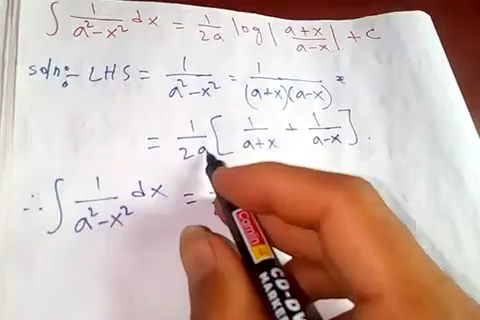 ∫ 1/(a²-x²) dx = 1/2a log |(a+x)/(a-x)| + c
soln:- LHS = 1/(a²-x²) = 1/((a+x)(a-x))
= 1/2a [ 1/(a+x) + 1/(a-x) ].
∴ ∫ 1/(a²-x²) dx =
Camlin
CD-DV
MARKER